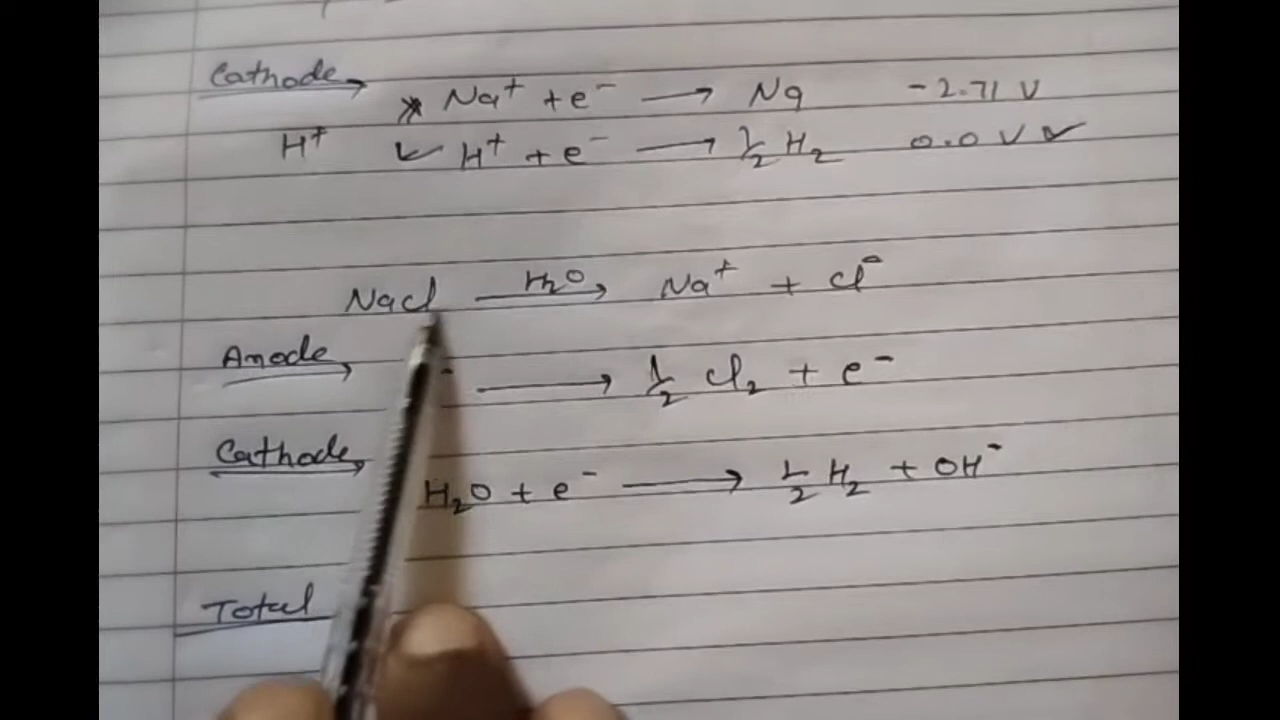 Cathode →
× Na⁺ + e⁻ → Na -2.71 V
H⁺ ✓ H⁺ + e⁻ → 1/2 H₂ 0.0 V ✓
NaCl —H₂O→ Na⁺ + Cl⁻
Anode → ⁻ → 1/2 Cl₂ + e⁻
Cathode →
H₂O + e⁻ → 1/2 H₂ + OH⁻
Total